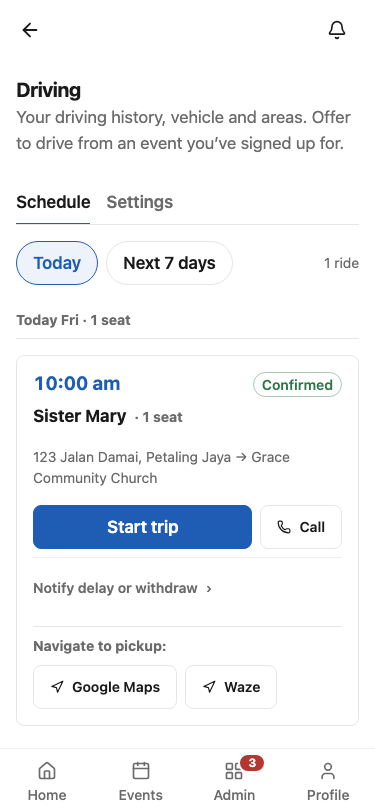 Driving
Your driving history, vehicle and areas. Offer
to drive from an event you’ve signed up for.
Schedule Settings
Today Next 7 days 1 ride
Today Fri · 1 seat
10:00 am Confirmed
Sister Mary · 1 seat
123 Jalan Damai, Petaling Jaya → Grace
Community Church
Start trip Call
Notify delay or withdraw ›
Navigate to pickup:
Google Maps Waze
3
Home Events Admin Profile